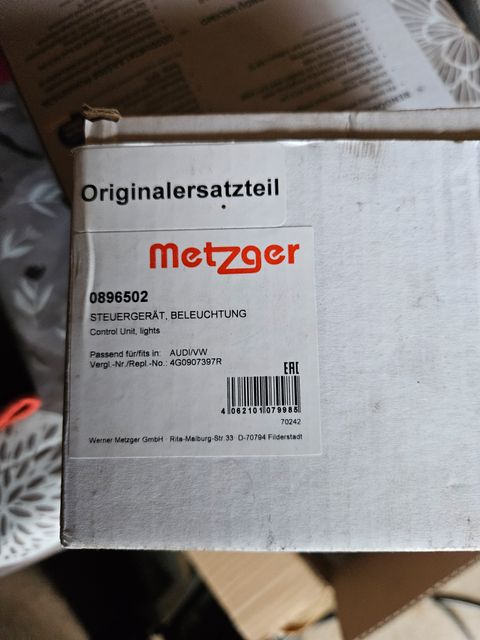 Originalersatzteil
metzger
0896502
STEUERGERÄT, BELEUCHTUNG
Control Unit, lights
Passend für/fits in: AUDI/VW
Vergl.-Nr./Repl.-No.: 4G0907397R
EAC
4 062101 079985
70242
Werner Metzger GmbH · Rita-Maiburg-Str.33 D-70794 Filderstadt